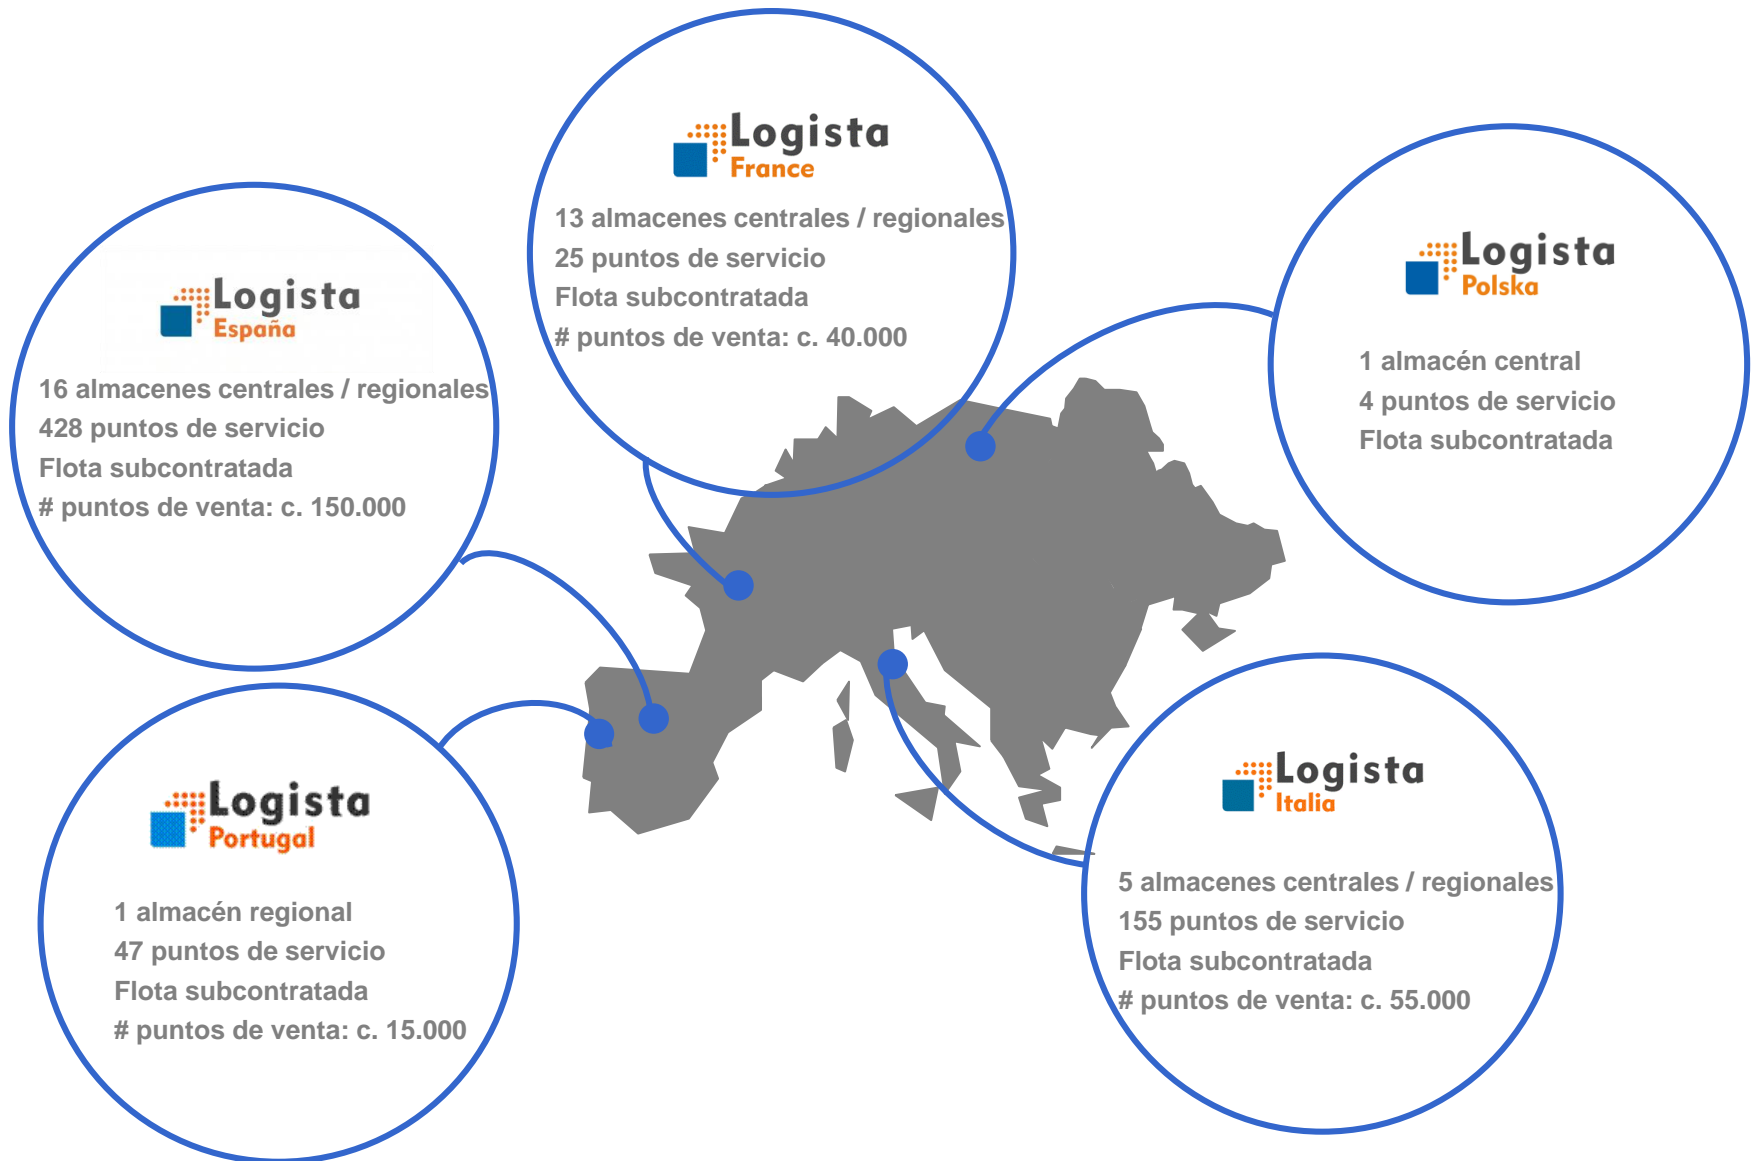 Logista
France
13 almacenes centrales / regionales
25 puntos de servicio
Flota subcontratada
# puntos de venta: c. 40.000
Logista
Polska
1 almacén central
4 puntos de servicio
Flota subcontratada
Logista
España
16 almacenes centrales / regionales
428 puntos de servicio
Flota subcontratada
# puntos de venta: c. 150.000
Logista
Portugal
1 almacén regional
47 puntos de servicio
Flota subcontratada
# puntos de venta: c. 15.000
Logista
Italia
5 almacenes centrales / regionales
155 puntos de servicio
Flota subcontratada
# puntos de venta: c. 55.000